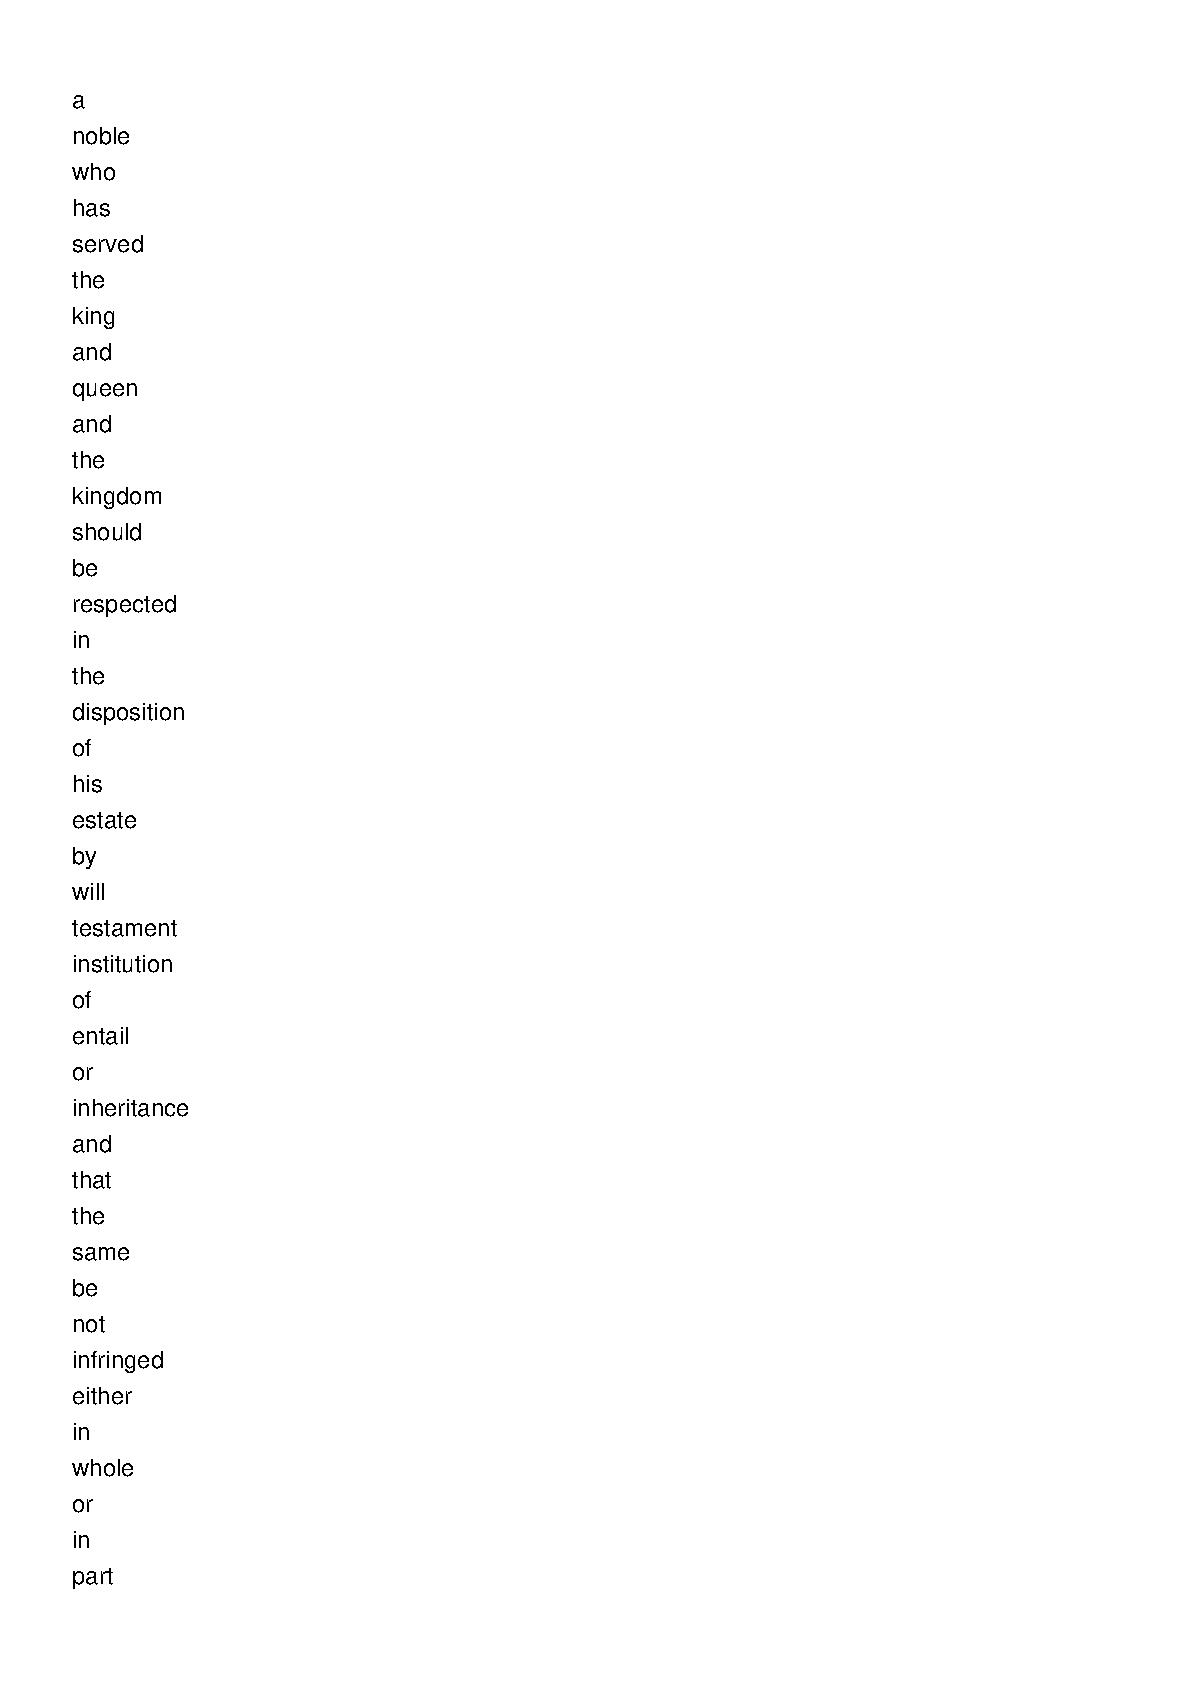 a
noble
who
has
served
the
king
and
queen
and
the
kingdom
should
be
respected
in
the
disposition
of
his
estate
by
will
testament
institution
of
entail
or
inheritance
and
that
the
same
be
not
infringed
either
in
whole
or
in
part